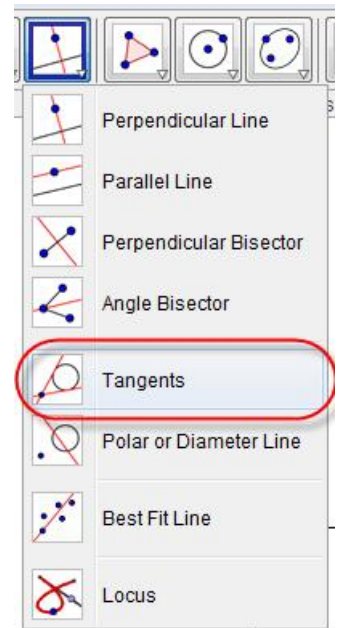 Perpendicular Line
Parallel Line
Perpendicular Bisector
Angle Bisector
Tangents
Polar or Diameter Line
Best Fit Line
Locus